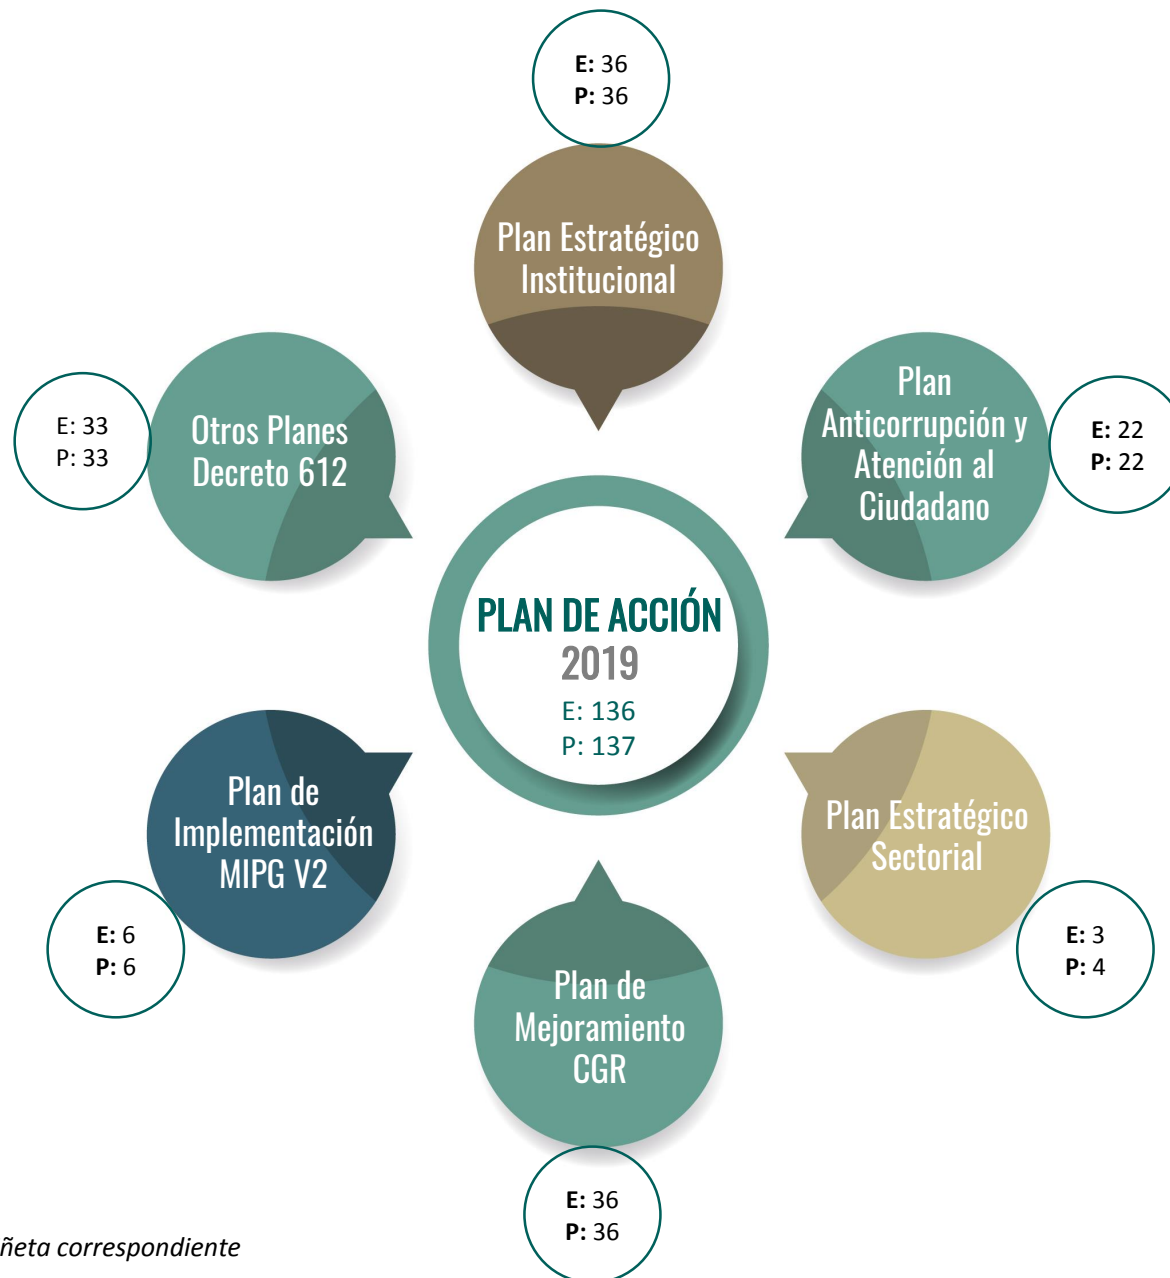 E: 36
P: 36
Plan Estratégico
Institucional
Otros Planes
Decreto 612
E: 33
P: 33
Plan
Anticorrupción y
Atención al
Ciudadano
E: 22
P: 22
PLAN DE ACCIÓN
2019
E: 136
P: 137
Plan de
Implementación
MIPG V2
E: 6
P: 6
Plan Estratégico
Sectorial
E: 3
P: 4
Plan de
Mejoramiento
CGR
E: 36
P: 36
ñeta correspondiente